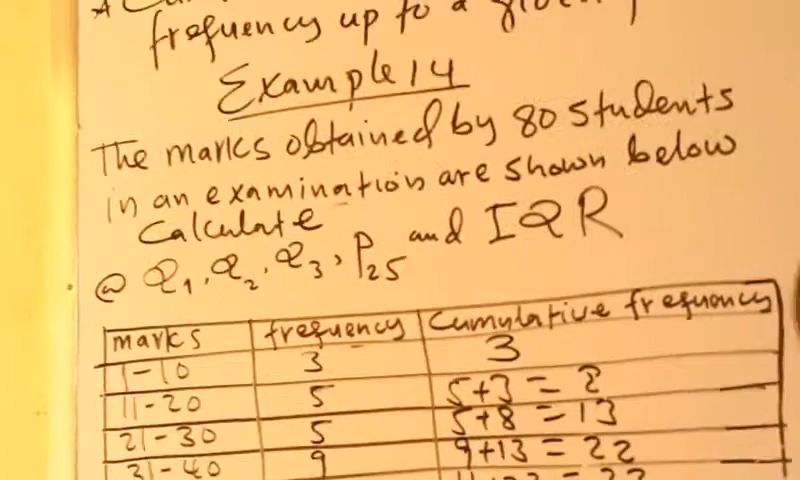 frequency up to a
Example 14
The marks obtained by 80 students
in an examination are shown below
Calculate
@ Q1, Q2, Q3, P25 and IQR
marks frequency Cumulative frequency
1-10 3 3
11-20 5 5+3 = 8
21-30 5 5+8 = 13
31-40 9 9+13 = 22